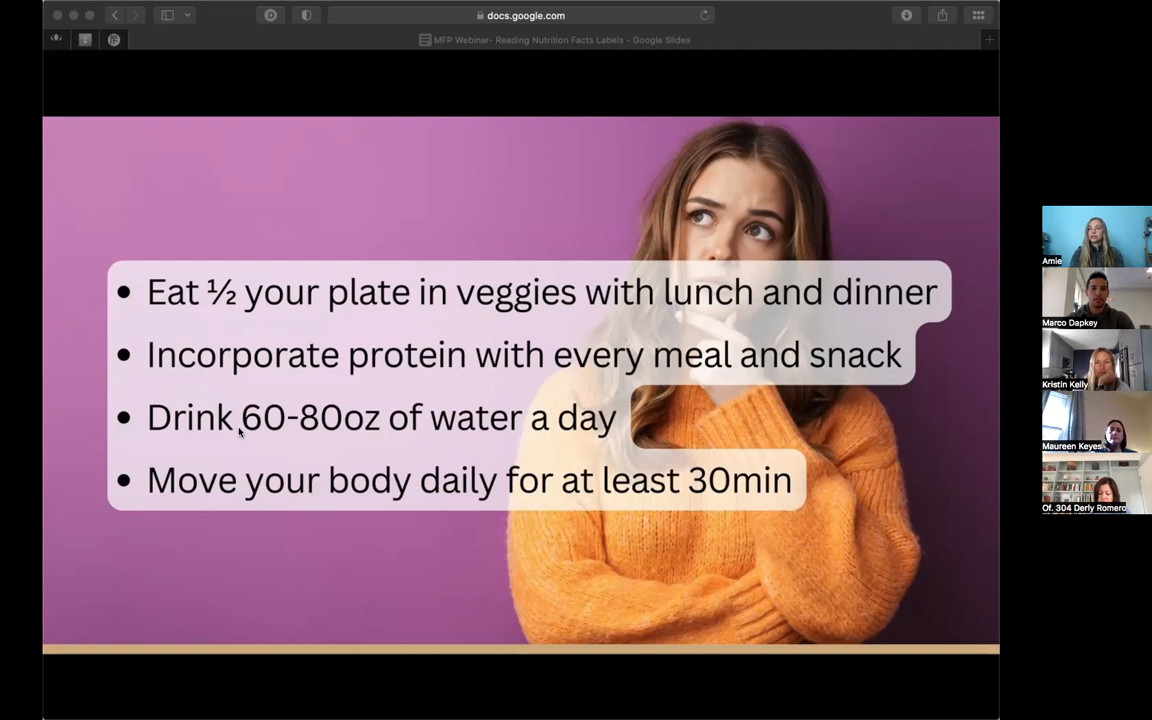 docs.google.com
MFP Webinar- Reading Nutrition Facts Labels - Google Slides
• Eat ½ your plate in veggies with lunch and dinner
• Incorporate protein with every meal and snack
• Drink 60-80oz of water a day
• Move your body daily for at least 30min
Amie
Marco Dapkey
Kristin Kelly
Maureen Keyes
Of. 304 Derly Romero